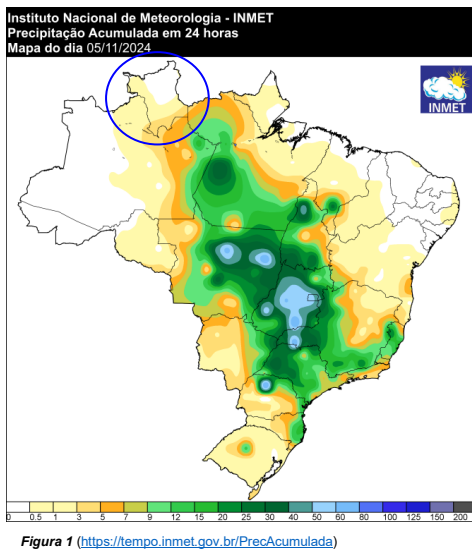 Instituto Nacional de Meteorologia - INMET
Precipitação Acumulada em 24 horas
Mapa do dia 05/11/2024
INMET
0 0.5 1 3 5 7 9 12 15 20 25 30 40 50 60 80 100 125 150 200
Figura 1 (https://tempo.inmet.gov.br/PrecAcumulada)